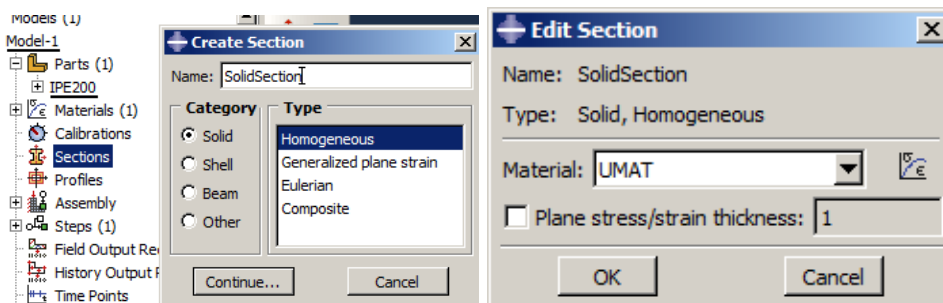 Models (1)
Model-1
Parts (1)
IPE200
Materials (1)
Calibrations
Sections
Profiles
Assembly
Steps (1)
Field Output Re
History Output
Time Points
Create Section
Name: SolidSection
Category
Type
Solid
Shell
Beam
Other
Homogeneous
Generalized plane strain
Eulerian
Composite
Continue...
Cancel
Edit Section
Name: SolidSection
Type: Solid, Homogeneous
Material: UMAT
Plane stress/strain thickness: 1
OK
Cancel